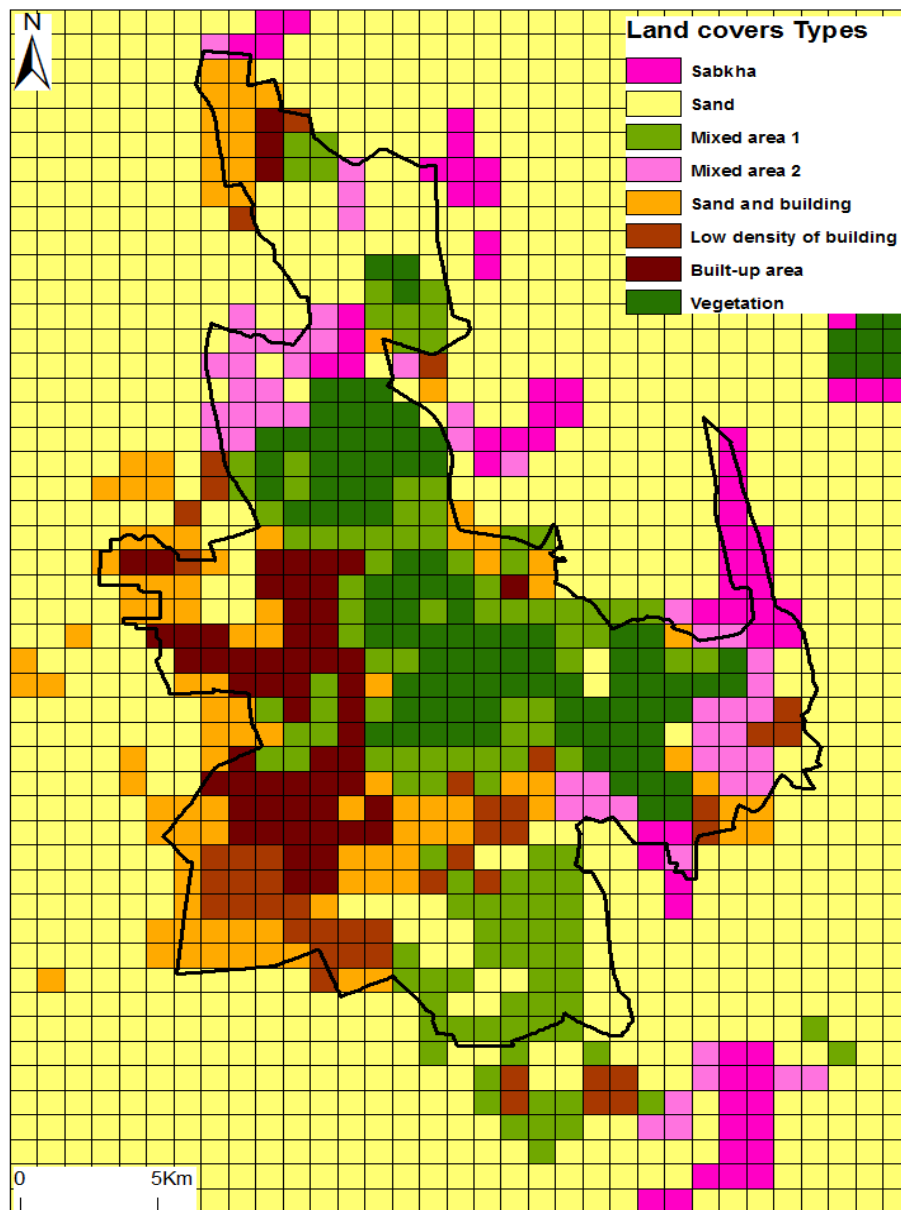 N
Land covers Types
Sabkha
Sand
Mixed area 1
Mixed area 2
Sand and building
Low density of building
Built-up area
Vegetation
0 5Km